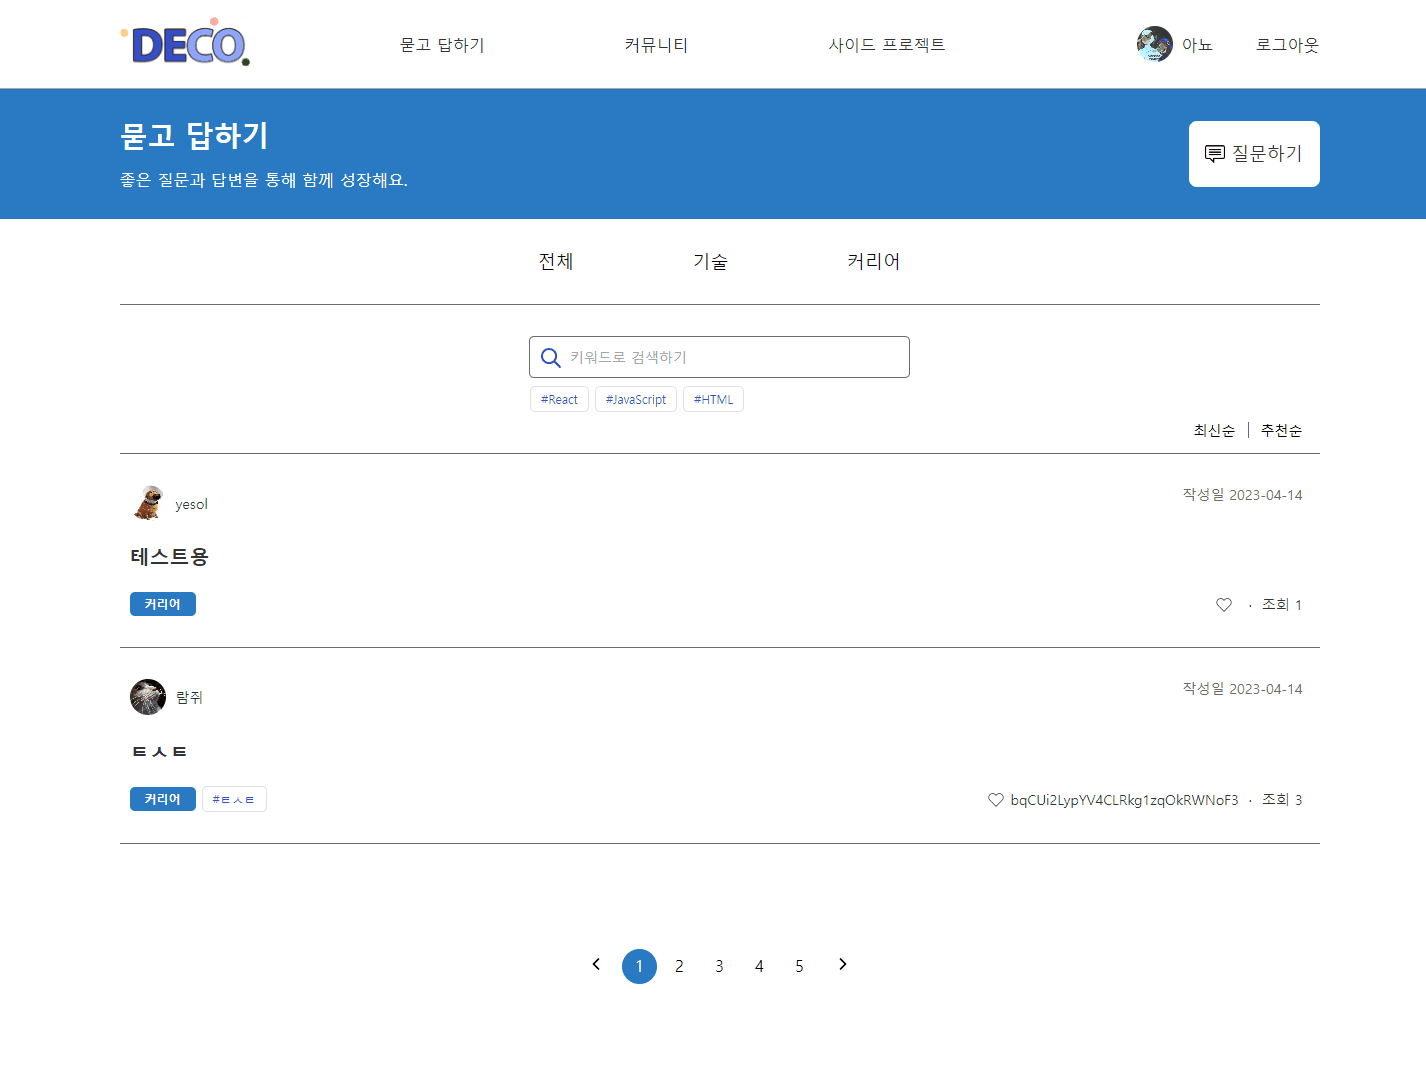 DECO.
묻고 답하기
커뮤니티
사이드 프로젝트
아뇨
로그아웃
묻고 답하기
좋은 질문과 답변을 통해 함께 성장해요.
질문하기
전체
기술
커리어
키워드로 검색하기
#React
#JavaScript
#HTML
최신순 | 추천순
yesol
작성일 2023-04-14
테스트용
커리어
· 조회 1
람쥐
작성일 2023-04-14
ㅌㅅㅌ
커리어
#ㅌㅅㅌ
bqCUi2LypYV4CLRkg1zqOkRWNoF3 · 조회 3
1 2 3 4 5